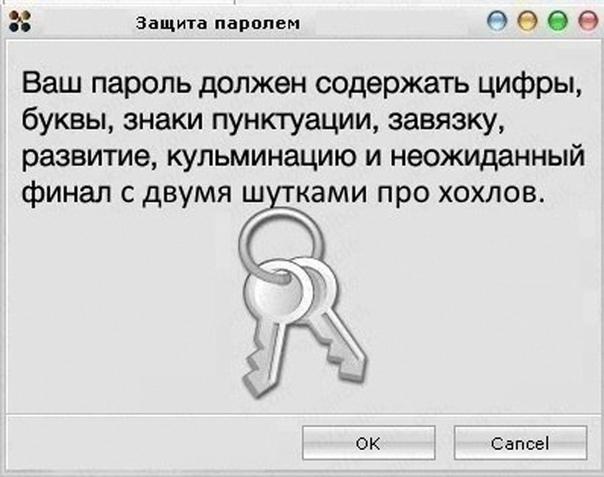 Защита паролем
Ваш пароль должен содержать цифры,
буквы, знаки пунктуации, завязку,
развитие, кульминацию и неожиданный
финал с двумя шутками про хохлов.
OK
Cancel